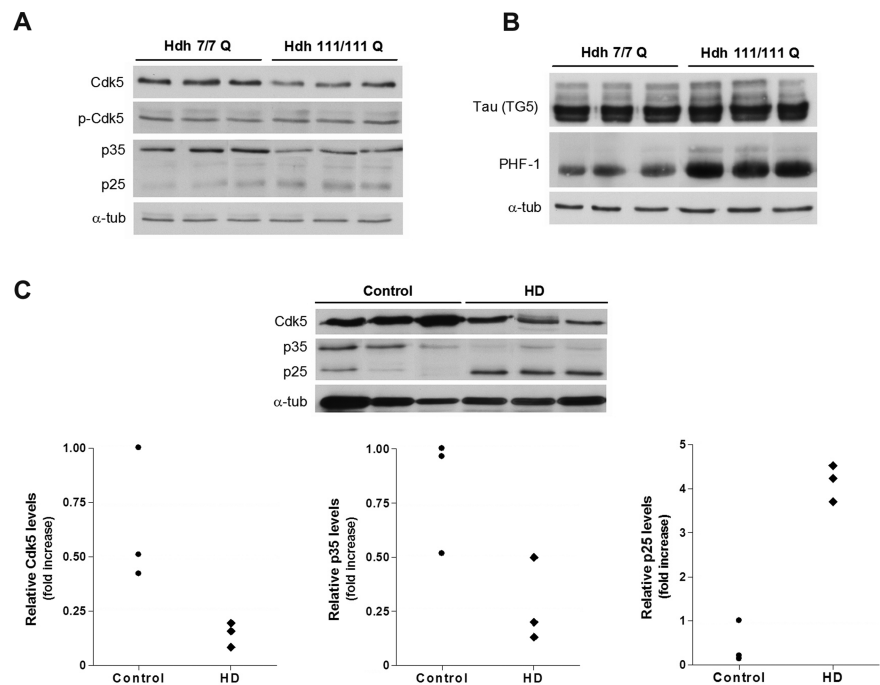 A
Hdh 7/7 Q Hdh 111/111 Q
Cdk5
p-Cdk5
p35
p25
α-tub
B
Hdh 7/7 Q Hdh 111/111 Q
Tau (TG5)
PHF-1
α-tub
C
Control HD
Cdk5
p35
p25
α-tub
Relative Cdk5 levels
(fold increase)
1.00
0.75
0.50
0.25
0
Control HD
Relative p35 levels
(fold increase)
1.00
0.75
0.50
0.25
0
Control HD
Relative p25 levels
(fold increase)
5
4
3
2
1
0
Control HD